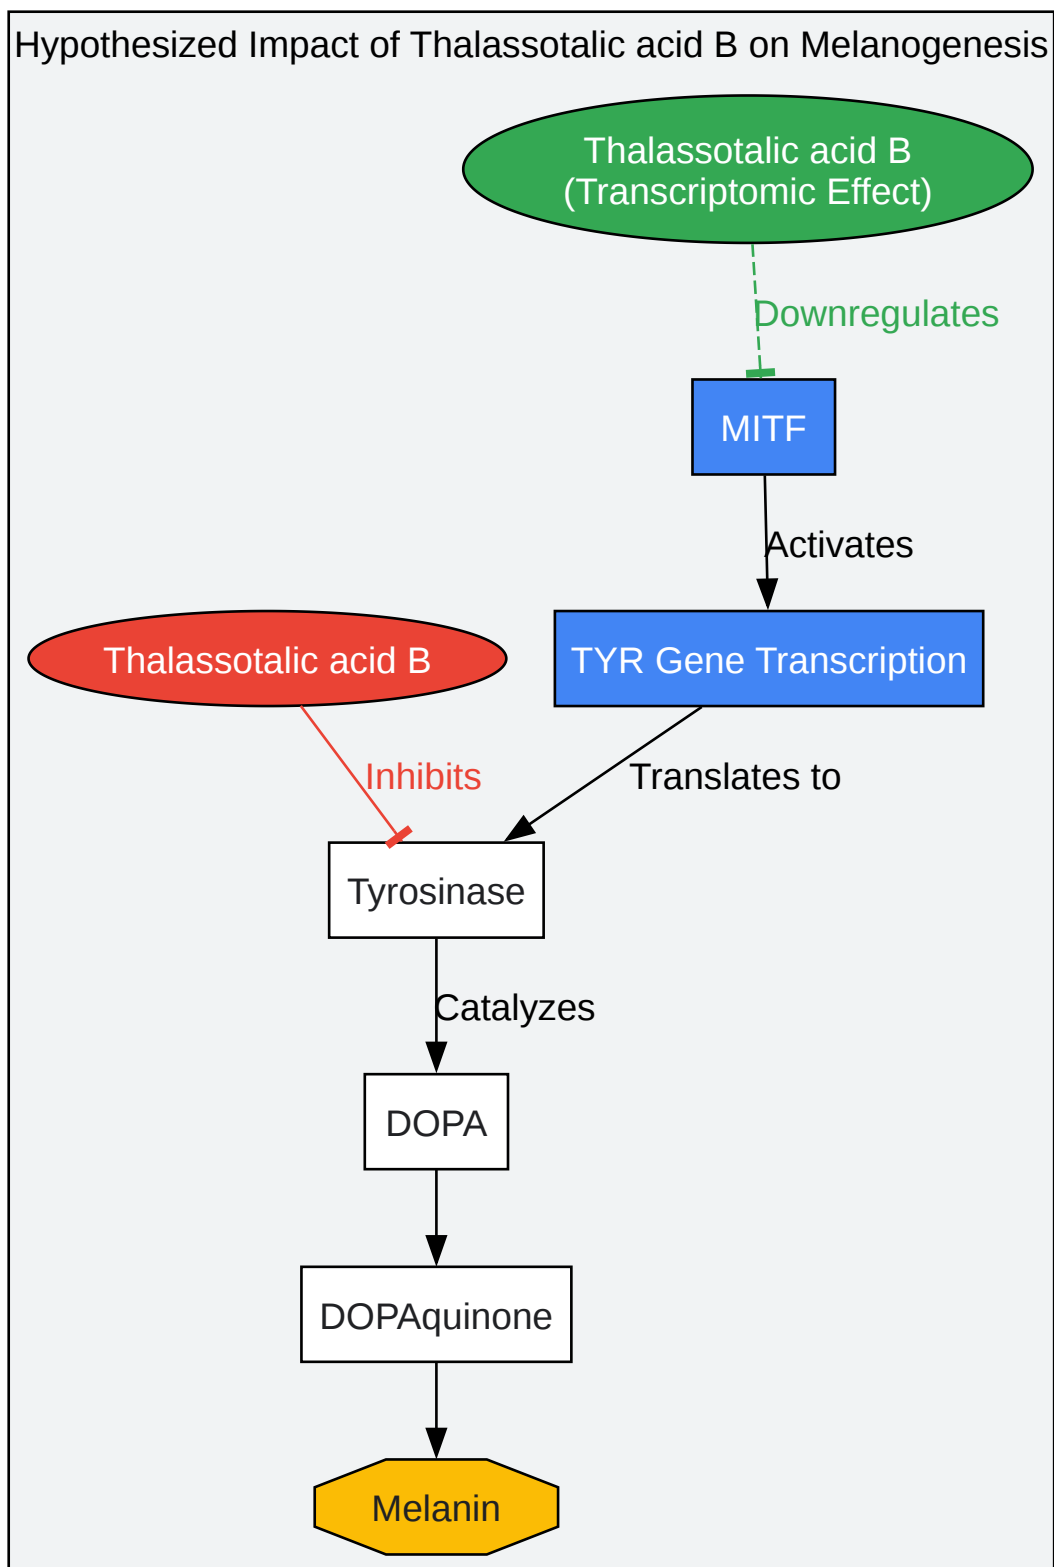 Hypothesized Impact of Thalassotalic acid B on Melanogenesis
Thalassotalic acid B
(Transcriptomic Effect)
Downregulates
MITF
Activates
Thalassotalic acid B
TYR Gene Transcription
Inhibits
Translates to
Tyrosinase
Catalyzes
DOPA
DOPAquinone
Melanin